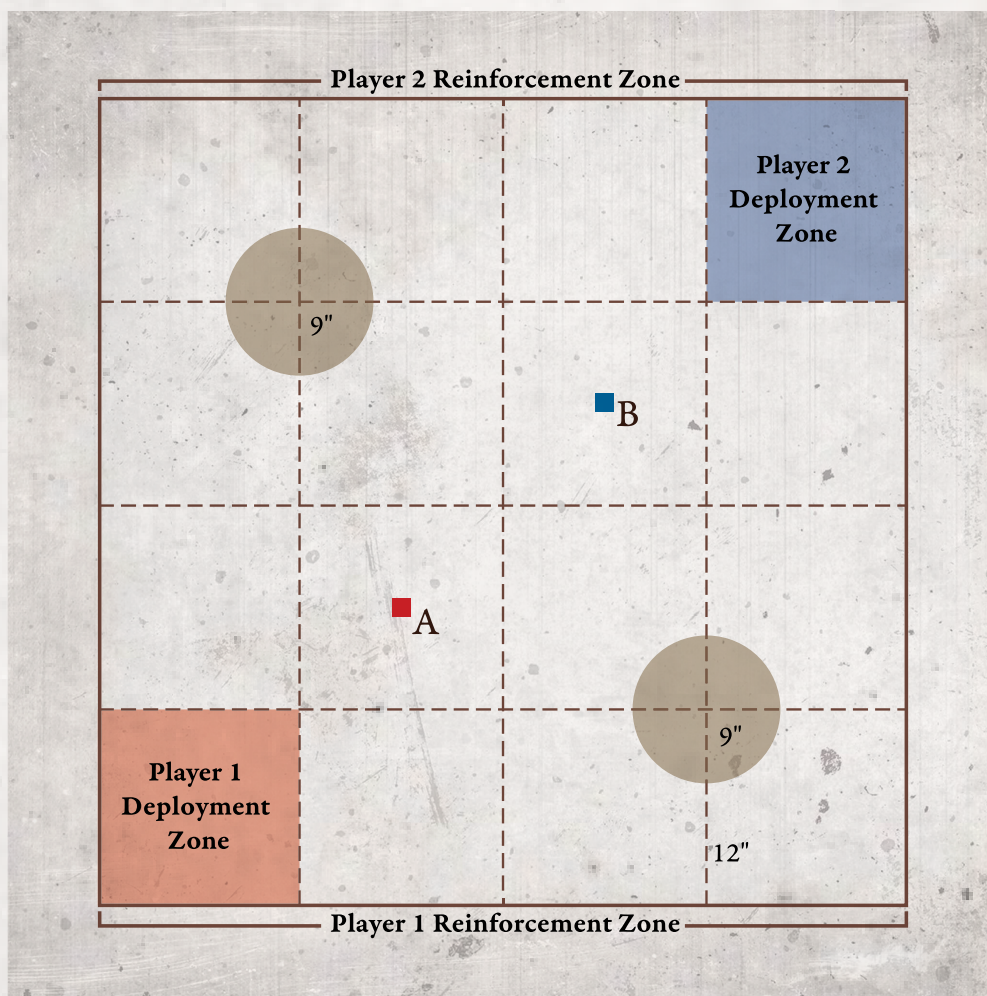 Player 2 Reinforcement Zone
Player 2
Deployment
Zone
9"
B
A
9"
Player 1
Deployment
Zone
12"
Player 1 Reinforcement Zone